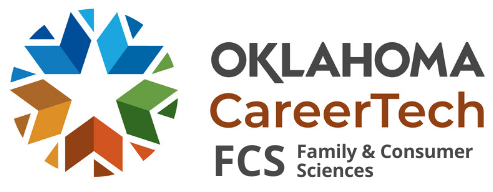 OKLAHOMA
CareerTech
FCS Family & Consumer
Sciences